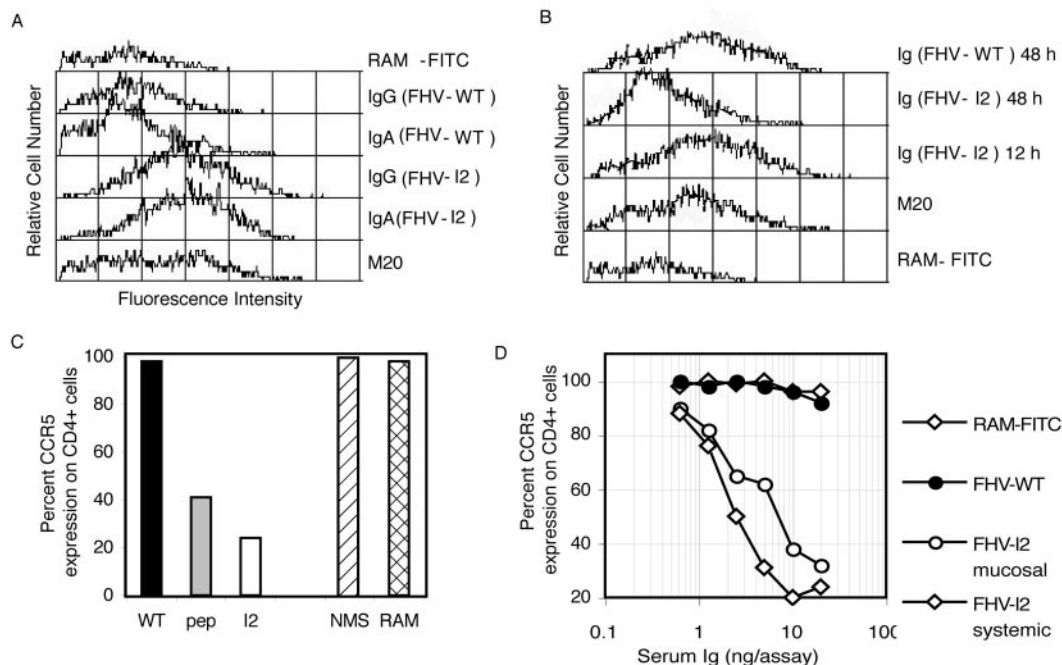 A
Relative Cell Number
RAM -FITC
IgG (FHV- WT )
IgA (FHV- WT )
IgG (FHV- I2)
IgA(FHV- I2)
M20
Fluorescence Intensity
B
Relative Cell Number
Ig (FHV- WT ) 48 h
Ig (FHV- I2) 48 h
Ig (FHV- I2) 12 h
M20
RAM- FITC
C
Percent CCR5
expression on CD4+ cells
100
80
60
40
20
0
WT pep I2 NMS RAM
D
Percent CCR5
expression on CD4+ cells
100
80
60
40
20
0.1 1 10 100
Serum Ig (ng/assay)
RAM-FITC
FHV-WT
FHV-I2
mucosal
FHV-I2
systemic